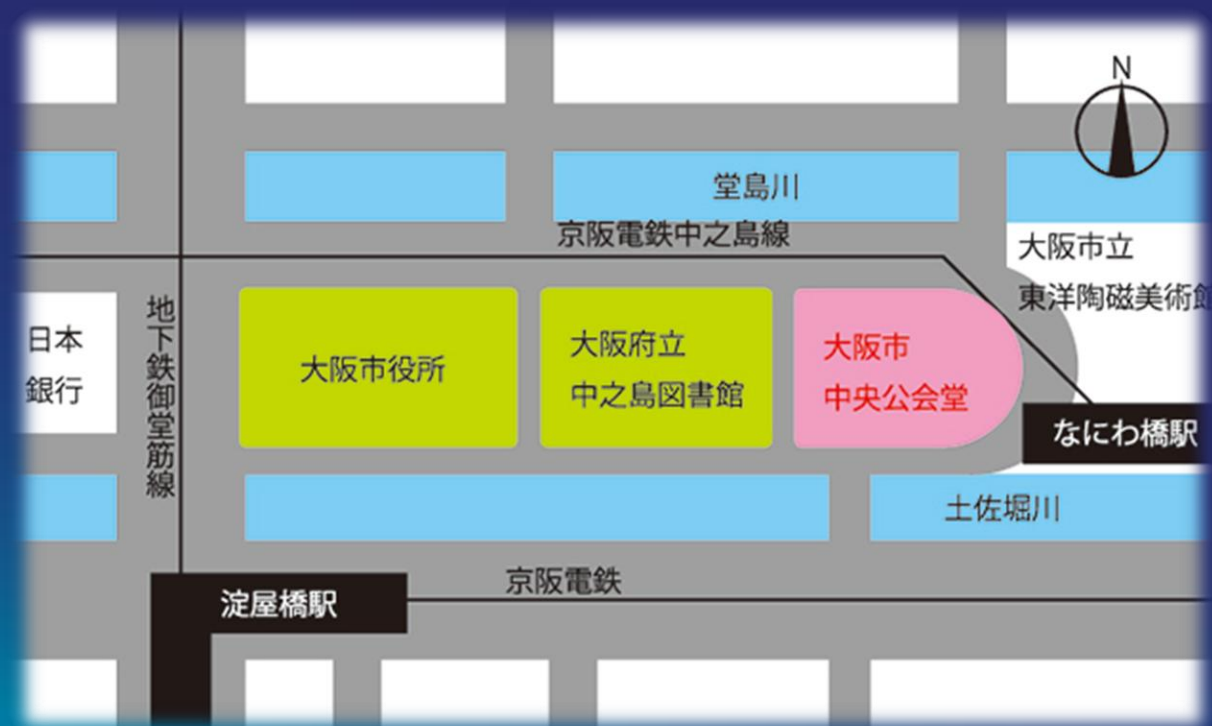 N
堂島川
京阪電鉄中之島線
大阪市立
東洋陶磁美術館
地下鉄御堂筋線
日本
銀行
大阪市役所
大阪府立
中之島図書館
大阪市
中央公会堂
なにわ橋駅
土佐堀川
京阪電鉄
淀屋橋駅